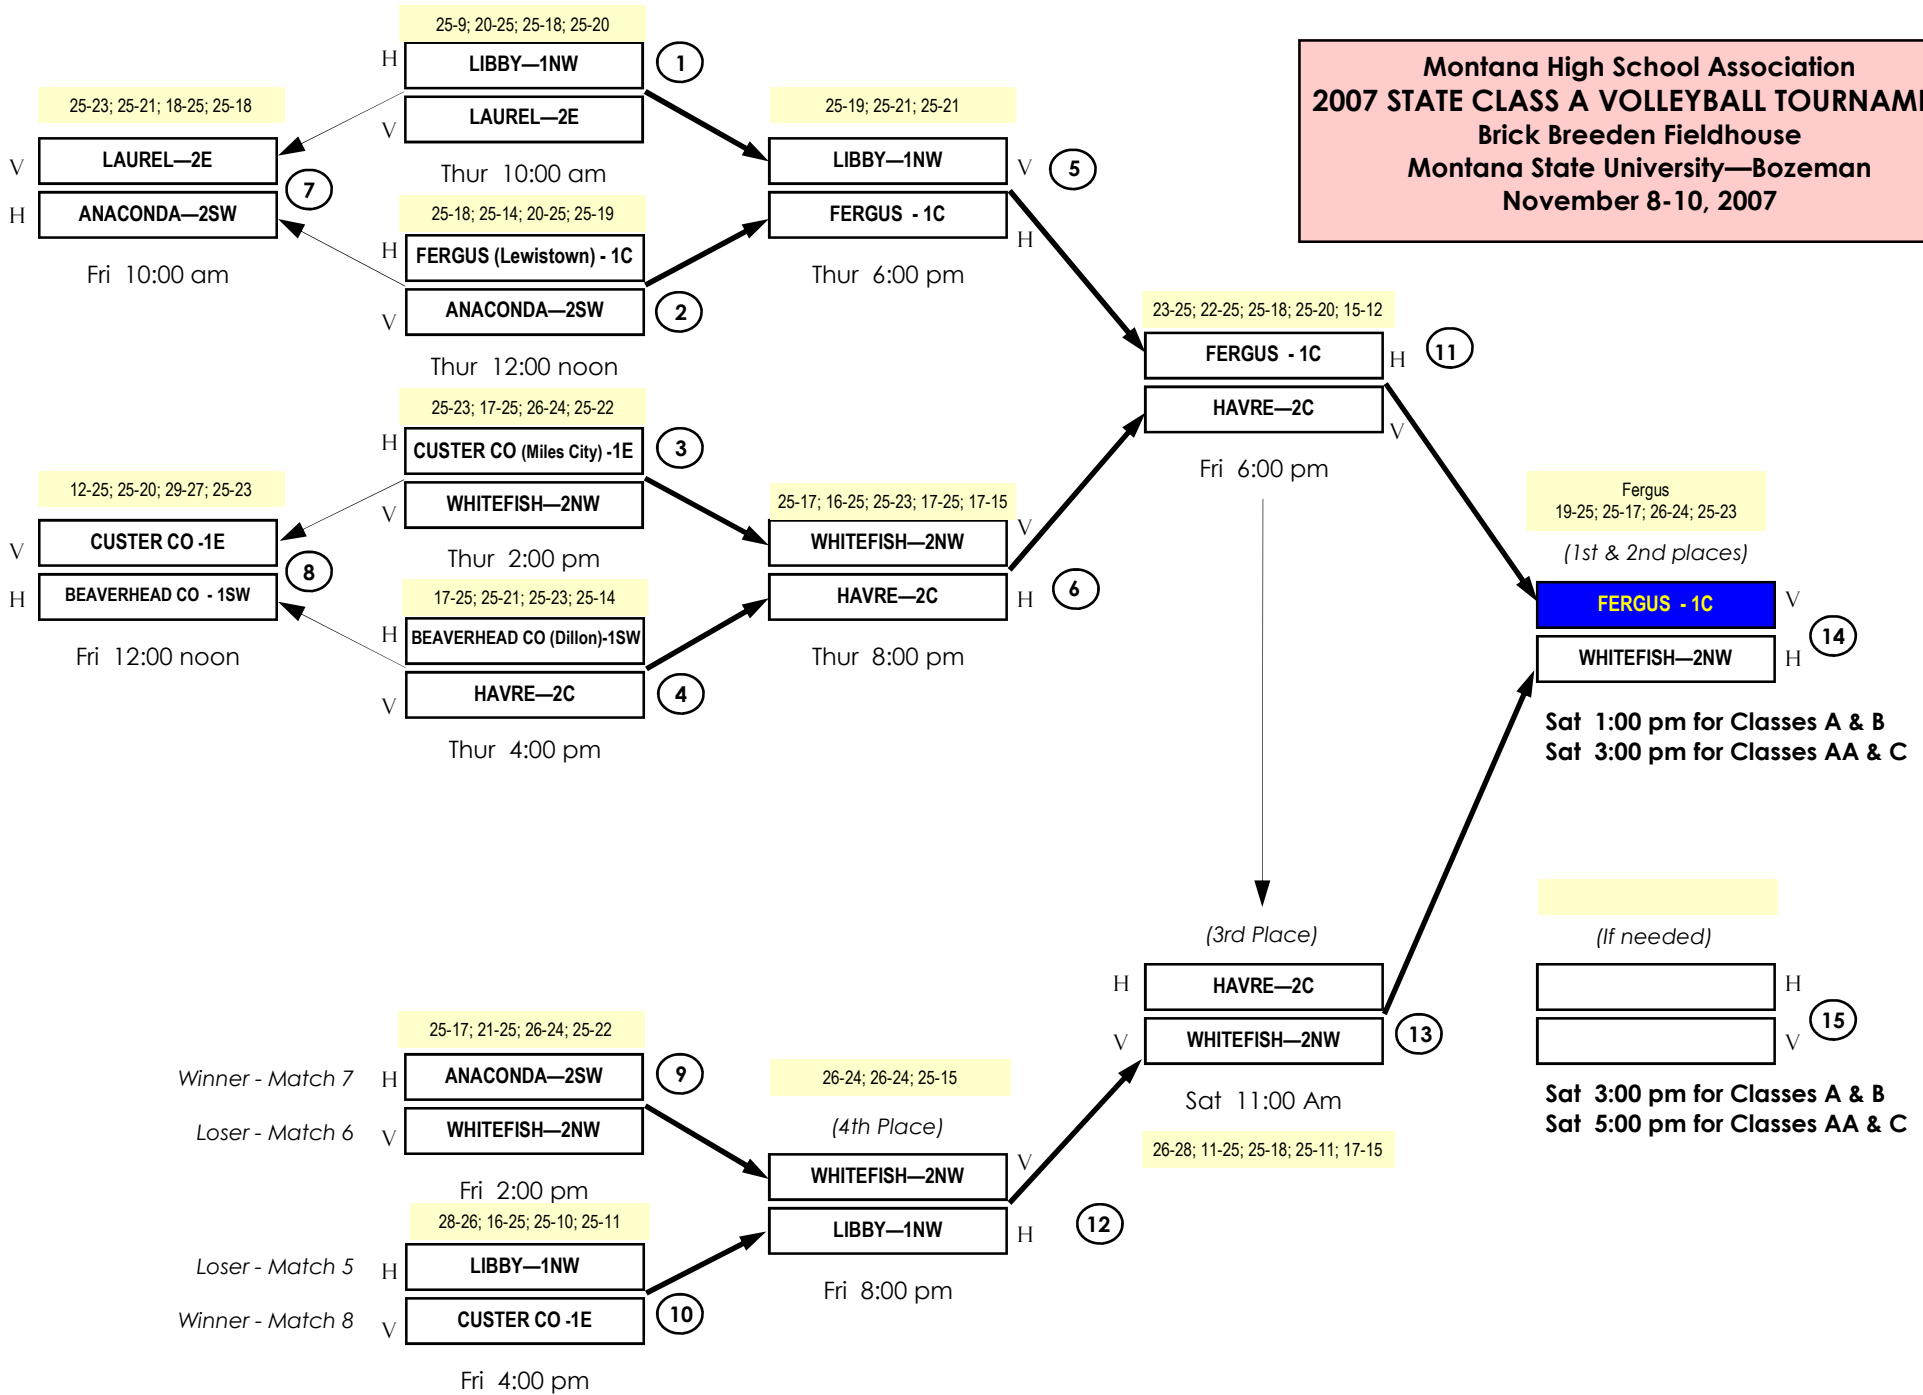 Montana High School Association
2007 STATE CLASS A VOLLEYBALL TOURNAM
Brick Breeden Fieldhouse
Montana State University—Bozeman
November 8-10, 2007
25-9; 20-25; 25-18; 25-20
H LIBBY—1NW 1
V LAUREL—2E
Thur 10:00 am
25-18; 25-14; 20-25; 25-19
H FERGUS (Lewistown) - 1C
V ANACONDA—2SW 2
Thur 12:00 noon
25-23; 17-25; 26-24; 25-22
H CUSTER CO (Miles City) -1E 3
V WHITEFISH—2NW
Thur 2:00 pm
17-25; 25-21; 25-23; 25-14
H BEAVERHEAD CO (Dillon)-1SW
V HAVRE—2C 4
Thur 4:00 pm
25-23; 25-21; 18-25; 25-18
V LAUREL—2E
7
H ANACONDA—2SW
Fri 10:00 am
12-25; 25-20; 29-27; 25-23
V CUSTER CO -1E
8
H BEAVERHEAD CO - 1SW
Fri 12:00 noon
25-19; 25-21; 25-21
LIBBY—1NW V 5
FERGUS - 1C H
Thur 6:00 pm
25-17; 16-25; 25-23; 17-25; 17-15
WHITEFISH—2NW V
HAVRE—2C H 6
Thur 8:00 pm
23-25; 22-25; 25-18; 25-20; 15-12
FERGUS - 1C H 11
HAVRE—2C V
Fri 6:00 pm
Fergus
19-25; 25-17; 26-24; 25-23
(1st & 2nd places)
FERGUS - 1C V
14
WHITEFISH—2NW H
Sat 1:00 pm for Classes A & B
Sat 3:00 pm for Classes AA & C
25-17; 21-25; 26-24; 25-22
Winner - Match 7 H ANACONDA—2SW 9
Loser - Match 6 V WHITEFISH—2NW
Fri 2:00 pm
28-26; 16-25; 25-10; 25-11
Loser - Match 5 H LIBBY—1NW
Winner - Match 8 V CUSTER CO -1E 10
Fri 4:00 pm
26-24; 26-24; 25-15
(4th Place)
WHITEFISH—2NW V
LIBBY—1NW H 12
Fri 8:00 pm
(3rd Place)
H HAVRE—2C
V WHITEFISH—2NW 13
Sat 11:00 Am
26-28; 11-25; 25-18; 25-11; 17-15
(If needed)
H
15
V
Sat 3:00 pm for Classes A & B
Sat 5:00 pm for Classes AA & C